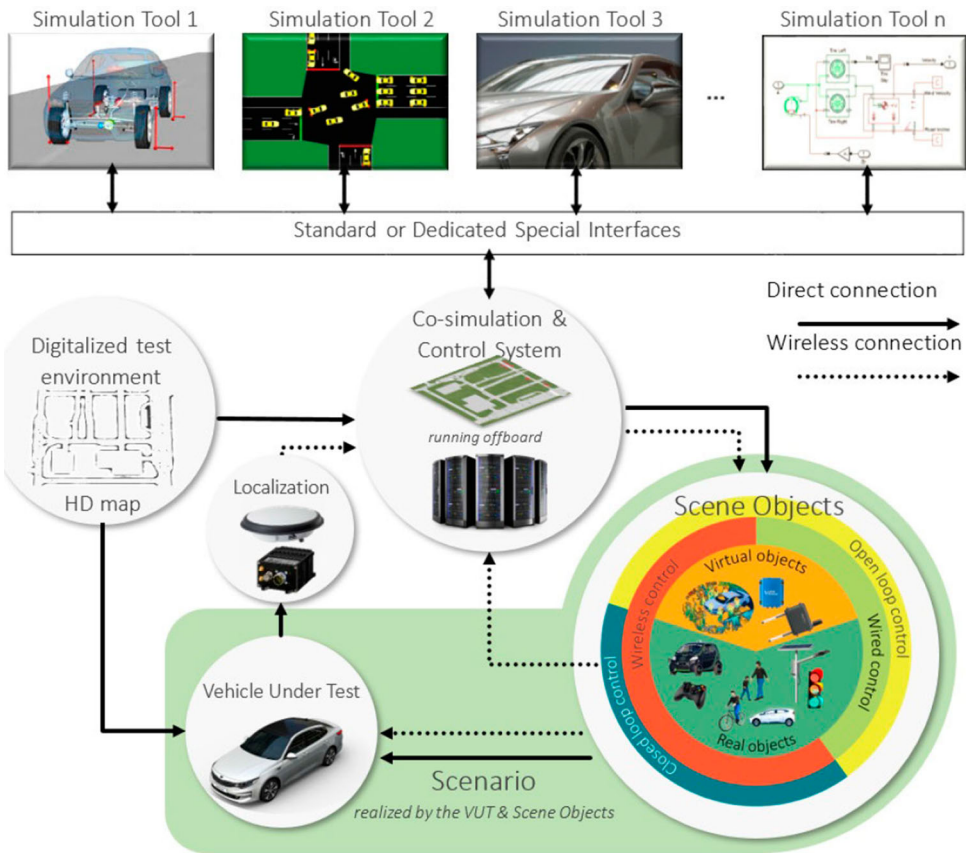 Simulation Tool 1
Simulation Tool 2
Simulation Tool 3
Simulation Tool n
...
Standard or Dedicated Special Interfaces
Direct connection
Wireless connection
Digitalized test
environment
HD map
Co-simulation &
Control System
running offboard
Localization
Scene Objects
Virtual objects
Real objects
Wireless control
Wired control
Open loop control
Closed loop control
Vehicle Under Test
Scenario
realized by the VUT & Scene Objects